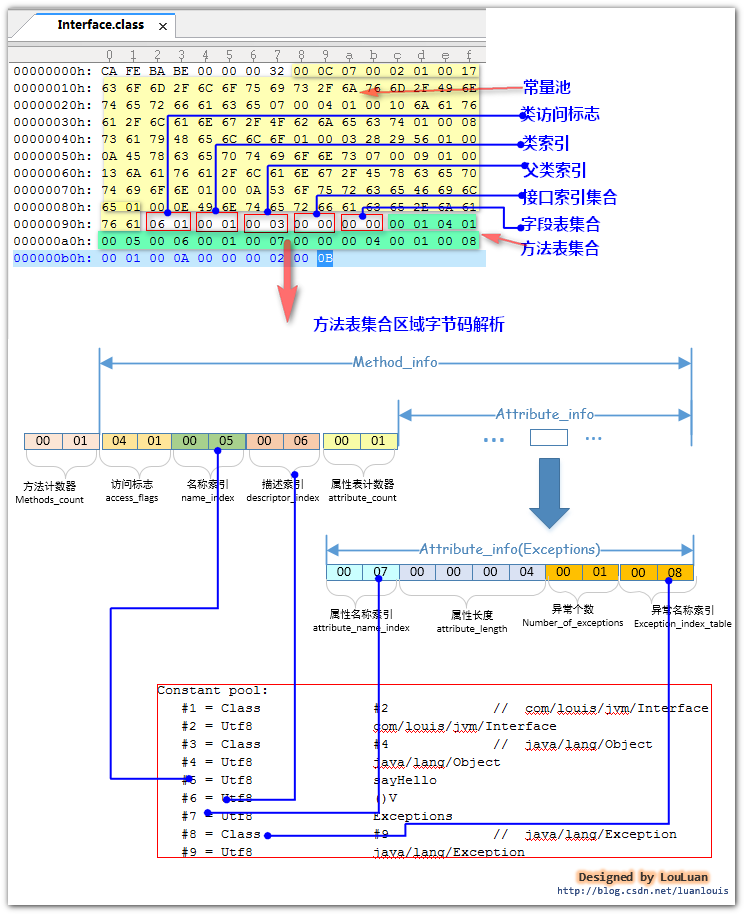 Interface.class ×
0 1 2 3 4 5 6 7 8 9 a b c d e f
00000000h: CA FE BA BE 00 00 00 32 00 0C 07 00 02 01 00 17
00000010h: 63 6F 6D 2F 6C 6F 75 69 73 2F 6A 76 6D 2F 49 6E
00000020h: 74 65 72 66 61 63 65 07 00 04 01 00 10 6A 61 76
00000030h: 61 2F 6C 61 6E 67 2F 4F 62 6A 65 63 74 01 00 08
00000040h: 73 61 79 48 65 6C 6C 6F 01 00 03 28 29 56 01 00
00000050h: 0A 45 78 63 65 70 74 69 6F 6E 73 07 00 09 01 00
00000060h: 13 6A 61 76 61 2F 6C 61 6E 67 2F 45 78 63 65 70
00000070h: 74 69 6F 6E 01 00 0A 53 6F 75 72 63 65 46 69 6C
00000080h: 65 01 00 0E 49 6E 74 65 72 66 61 63 65 2E 6A 61
00000090h: 76 61 06 01 00 01 00 03 00 00 00 00 00 01 04 01
000000a0h: 00 05 00 06 00 01 00 07 00 00 00 04 00 01 00 08
000000b0h: 00 01 00 0A 00 00 00 02 00 0B
常量池
类访问标志
类索引
父类索引
接口索引集合
字段表集合
方法表集合
方法表集合区域字节码解析
Method_info
Attribute_info
... ...
00 01 04 01 00 05 00 06 00 01
方法计数器 访问标志 名称索引 描述索引 属性表计数器
Methods_count access_flags name_index descriptor_index attribute_count
Attribute_info(Exceptions)
00 07 00 00 00 04 00 01 00 08
属性名称索引 属性长度 异常个数 异常名称索引
attribute_name_index attribute_length Number_of_exceptions Exception_index_table
Constant pool:
#1 = Class #2 // com/louis/jvm/Interface
#2 = Utf8 com/louis/jvm/Interface
#3 = Class #4 // java/lang/Object
#4 = Utf8 java/lang/Object
#5 = Utf8 sayHello
#6 = Utf8 ()V
#7 = Utf8 Exceptions
#8 = Class #9 // java/lang/Exception
#9 = Utf8 java/lang/Exception
Designed by LouLuan
http://blog.csdn.net/luanlouis